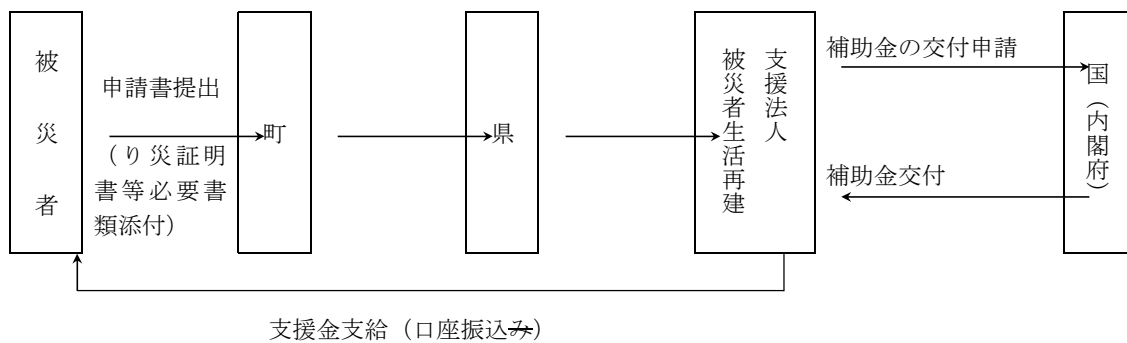 被災者
申請書提出
（り災証明
書等必要書
類添付）
町
県
被災者生活再建
支援法人
補助金の交付申請
補助金交付
国（内閣府）
支援金支給（口座振込み）